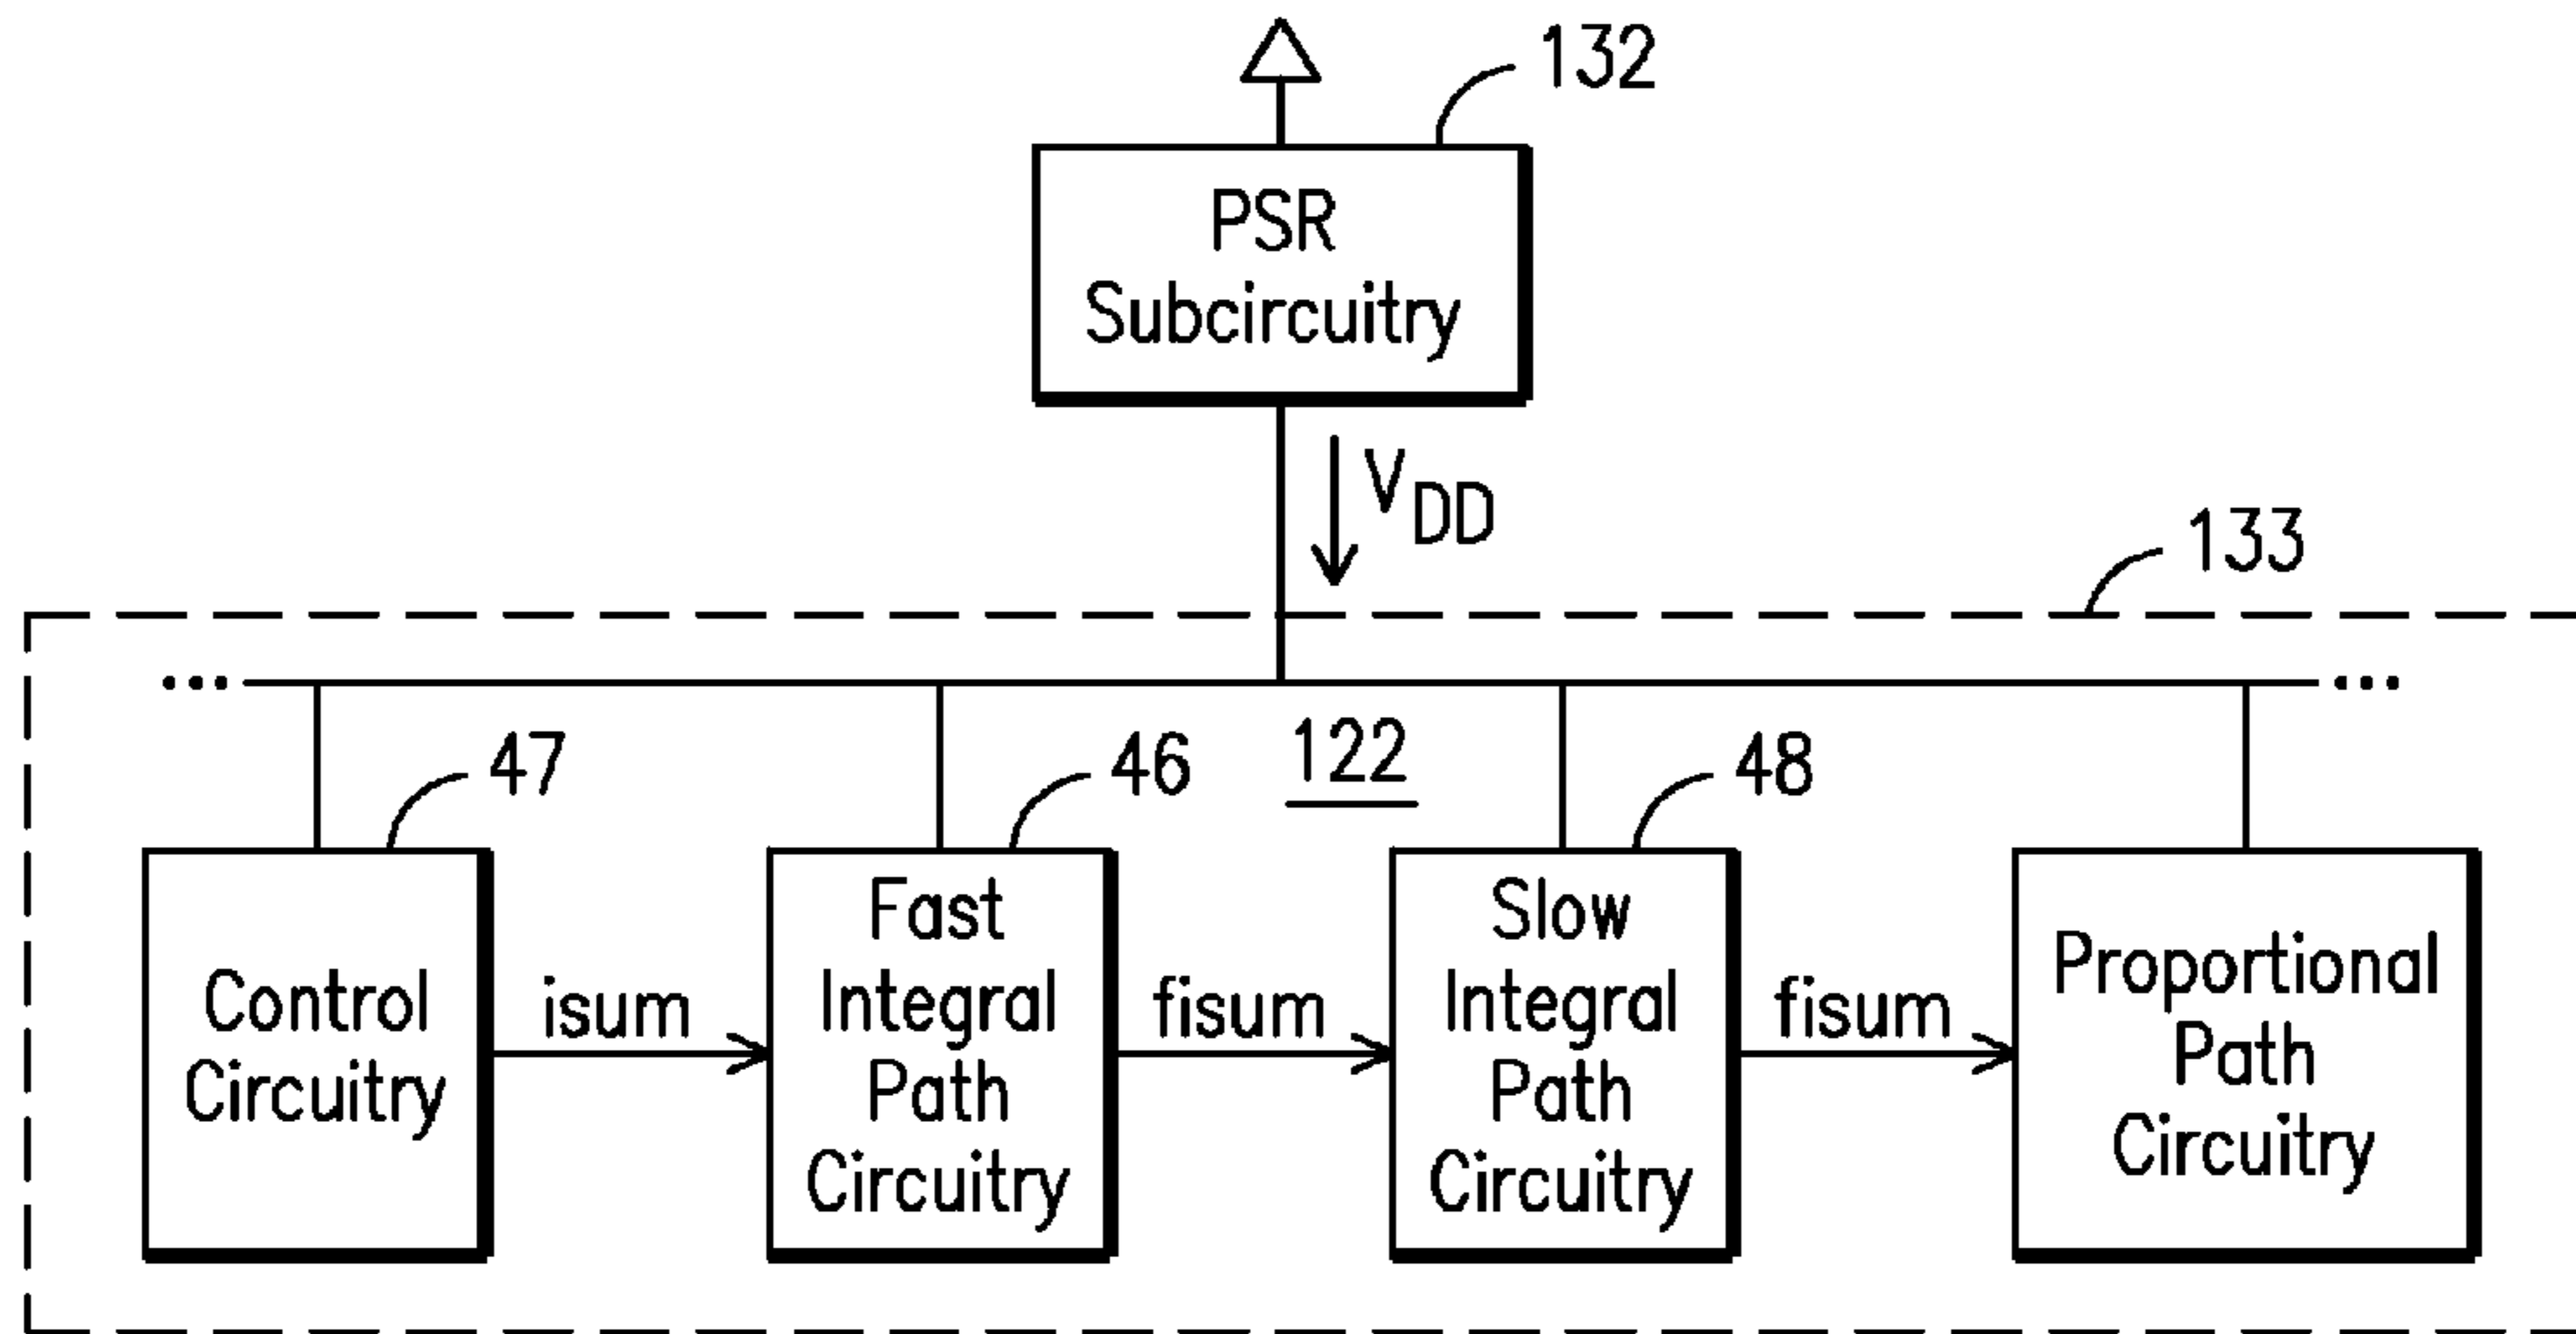 132
PSR
Subcircuitry
VDD
133
...
...
47
46
122
48
Control
Circuitry
isum
Fast
Integral
Path
Circuitry
fisum
Slow
Integral
Path
Circuitry
fisum
Proportional
Path
Circuitry